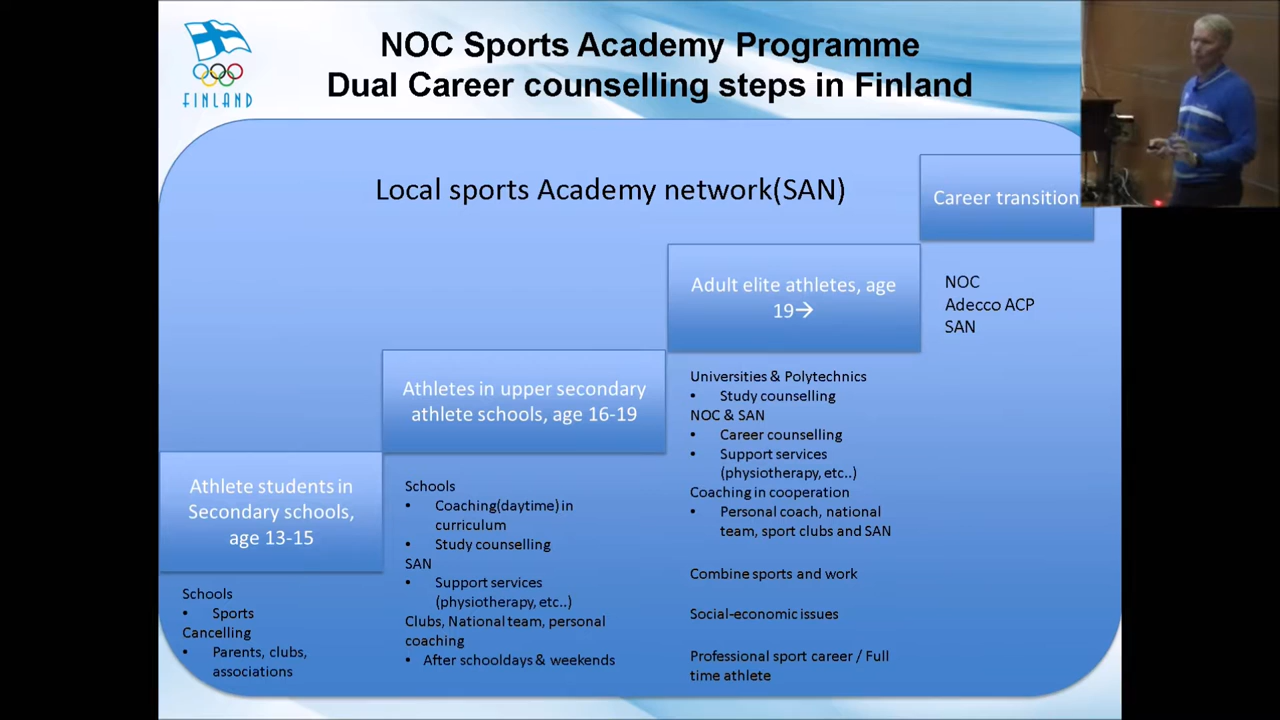 NOC Sports Academy Programme
Dual Career counselling steps in Finland
FINLAND
Local sports Academy network(SAN)
Career transition
NOC
Adecco ACP
SAN
Adult elite athletes, age
19→
Universities & Polytechnics
• Study counselling
NOC & SAN
• Career counselling
• Support services
(physiotherapy, etc..)
Coaching in cooperation
• Personal coach, national
team, sport clubs and SAN
Combine sports and work
Social-economic issues
Professional sport career / Full
time athlete
Athletes in upper secondary
athlete schools, age 16-19
Schools
• Coaching(daytime) in
curriculum
• Study counselling
SAN
• Support services
(physiotherapy, etc..)
Clubs, National team, personal
coaching
• After schooldays & weekends
Athlete students in
Secondary schools,
age 13-15
Schools
• Sports
Cancelling
• Parents, clubs,
associations